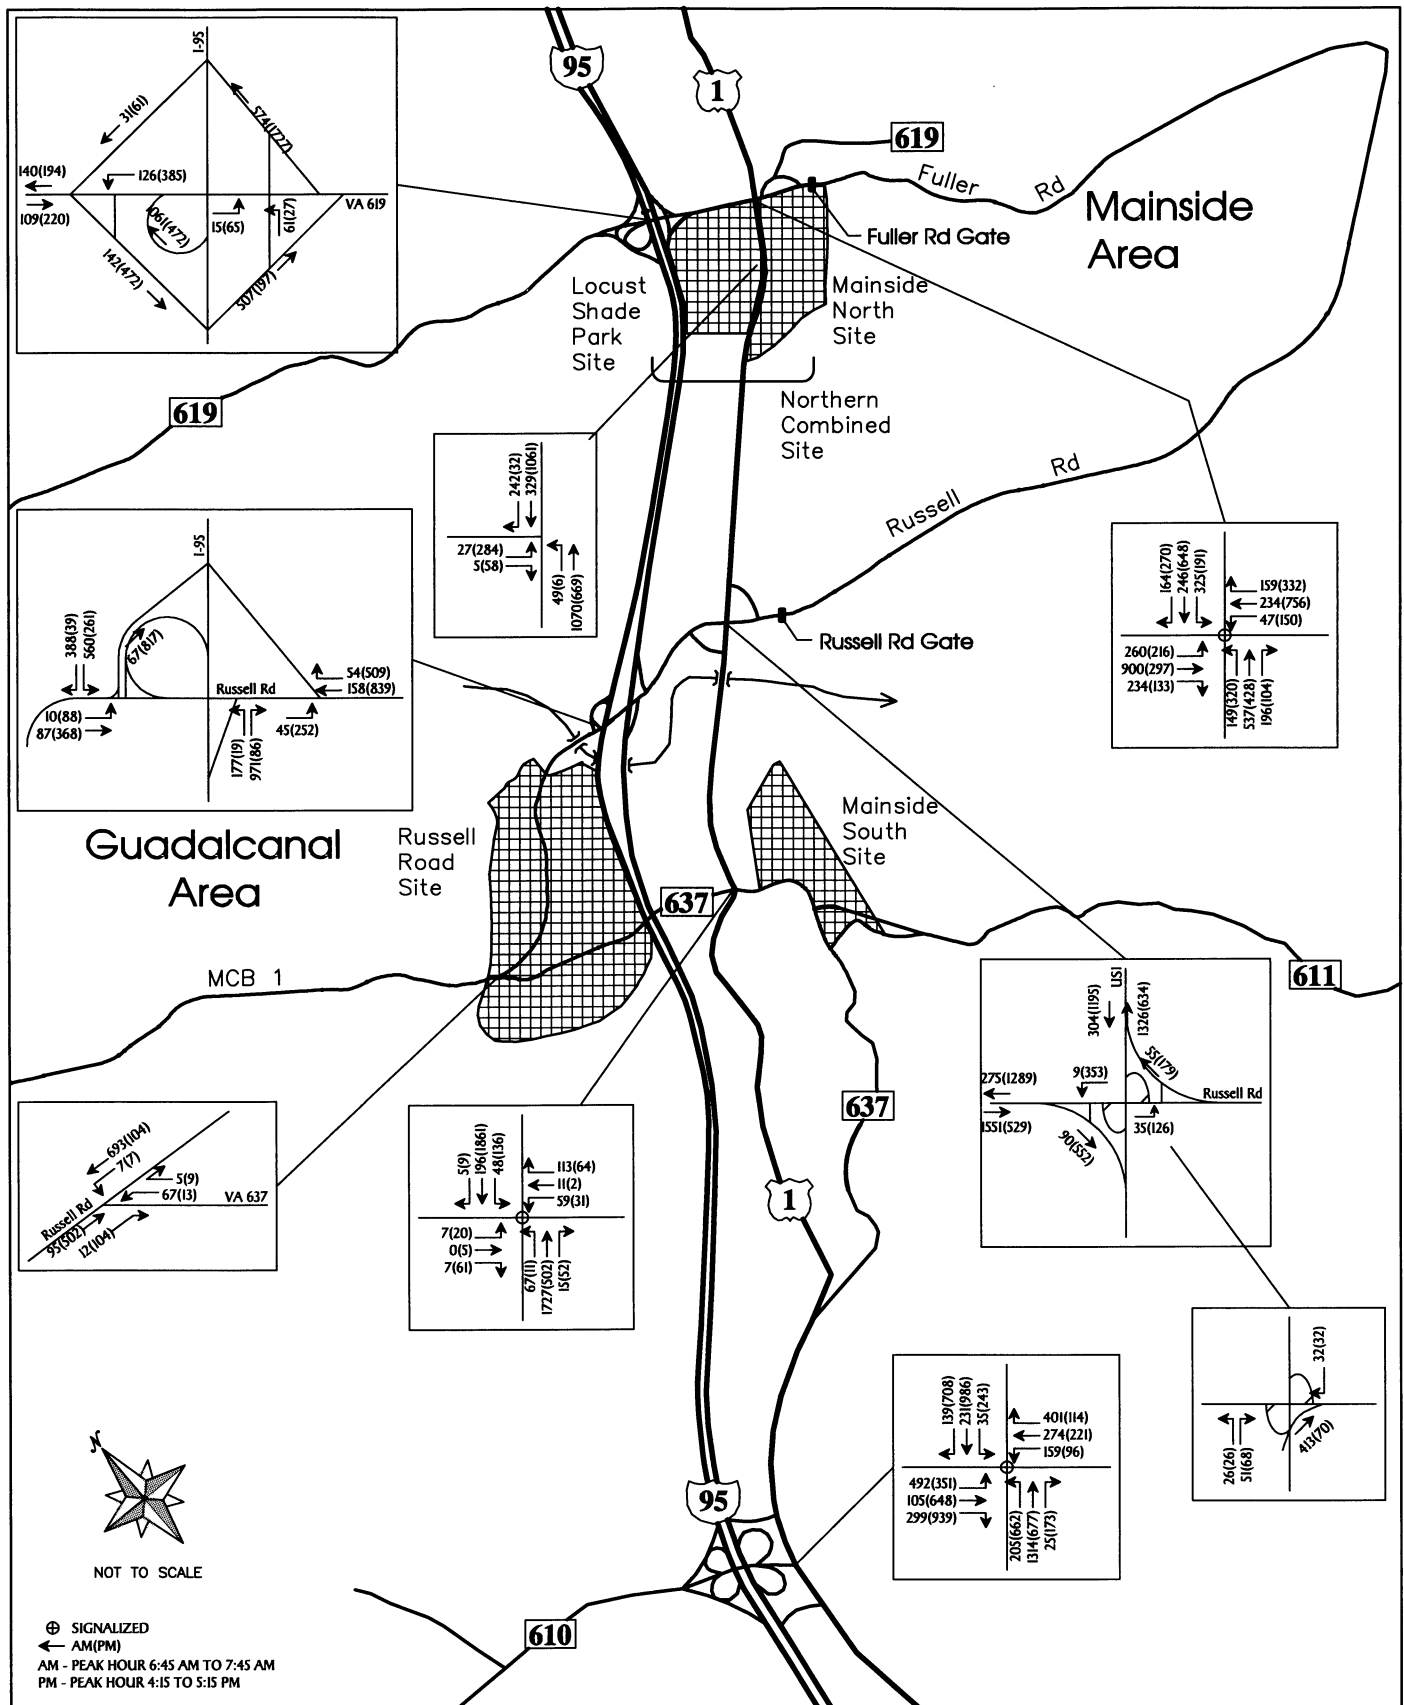 I-95
31(61)
574(1727)
140(194)
126(385)
109(220)
1061(472)
15(65)
61(27)
VA 619
142(472)
507(197)
95
1
619
Fuller Rd
Mainside
Area
Fuller Rd Gate
Locust
Shade
Park
Site
Mainside
North
Site
619
Northern
Combined
Site
242(32)
329(1061)
27(284)
5(58)
49(6)
1070(669)
Russell Rd
164(270)
246(648)
325(191)
159(332)
234(756)
47(150)
260(216)
900(297)
234(133)
149(320)
537(428)
196(104)
I-95
388(39)
560(261)
67(817)
54(509)
158(839)
Russell Rd
10(88)
87(368)
177(19)
971(86)
45(252)
Russell Rd Gate
Guadalcanal
Area
Russell
Road
Site
Mainside
South
Site
637
MCB 1
611
US1
304(1195)
1326(634)
55(179)
275(1289)
9(353)
Russell Rd
1551(529)
35(126)
90(552)
693(104)
7(7)
5(9)
67(13)
VA 637
Russell Rd
95(502)
12(104)
5(9)
196(1861)
48(136)
113(64)
11(2)
59(31)
7(20)
0(5)
7(61)
67(11)
1727(502)
15(52)
637
1
32(32)
26(26)
51(68)
413(70)
139(708)
231(986)
35(243)
401(114)
274(221)
159(96)
492(351)
105(648)
299(939)
205(662)
1314(677)
25(173)
N
NOT TO SCALE
95
610
SIGNALIZED
AM(PM)
AM - PEAK HOUR 6:45 AM TO 7:45 AM
PM - PEAK HOUR 4:15 TO 5:15 PM